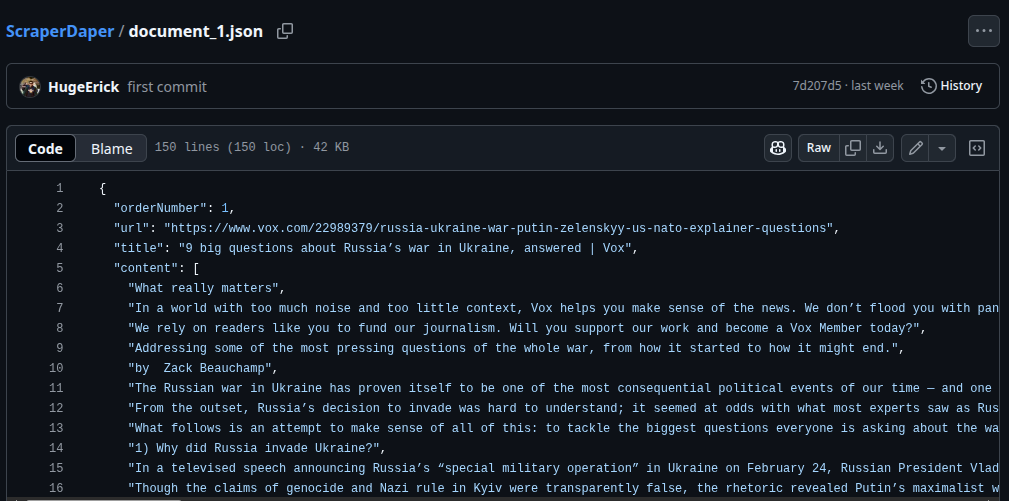 ScraperDaper / document_1.json
HugeErick first commit 7d207d5 · last week History
Code Blame 150 lines (150 loc) · 42 KB Raw
1 {
2 "orderNumber": 1,
3 "url": "https://www.vox.com/22989379/russia-ukraine-war-putin-zelenskyy-us-nato-explainer-questions",
4 "title": "9 big questions about Russia’s war in Ukraine, answered | Vox",
5 "content": [
6 "What really matters",
7 "In a world with too much noise and too little context, Vox helps you make sense of the news. We don’t flood you with pan
8 "We rely on readers like you to fund our journalism. Will you support our work and become a Vox Member today?",
9 "Addressing some of the most pressing questions of the whole war, from how it started to how it might end.",
10 "by  Zack Beauchamp",
11 "The Russian war in Ukraine has proven itself to be one of the most consequential political events of our time — and one
12 "From the outset, Russia’s decision to invade was hard to understand; it seemed at odds with what most experts saw as Rus
13 "What follows is an attempt to make sense of all of this: to tackle the biggest questions everyone is asking about the wa
14 "1) Why did Russia invade Ukraine?",
15 "In a televised speech announcing Russia’s “special military operation” in Ukraine on February 24, Russian President Vlad
16 "Though the claims of genocide and Nazi rule in Kyiv were transparently false, the rhetoric revealed Putin’s maximalist w